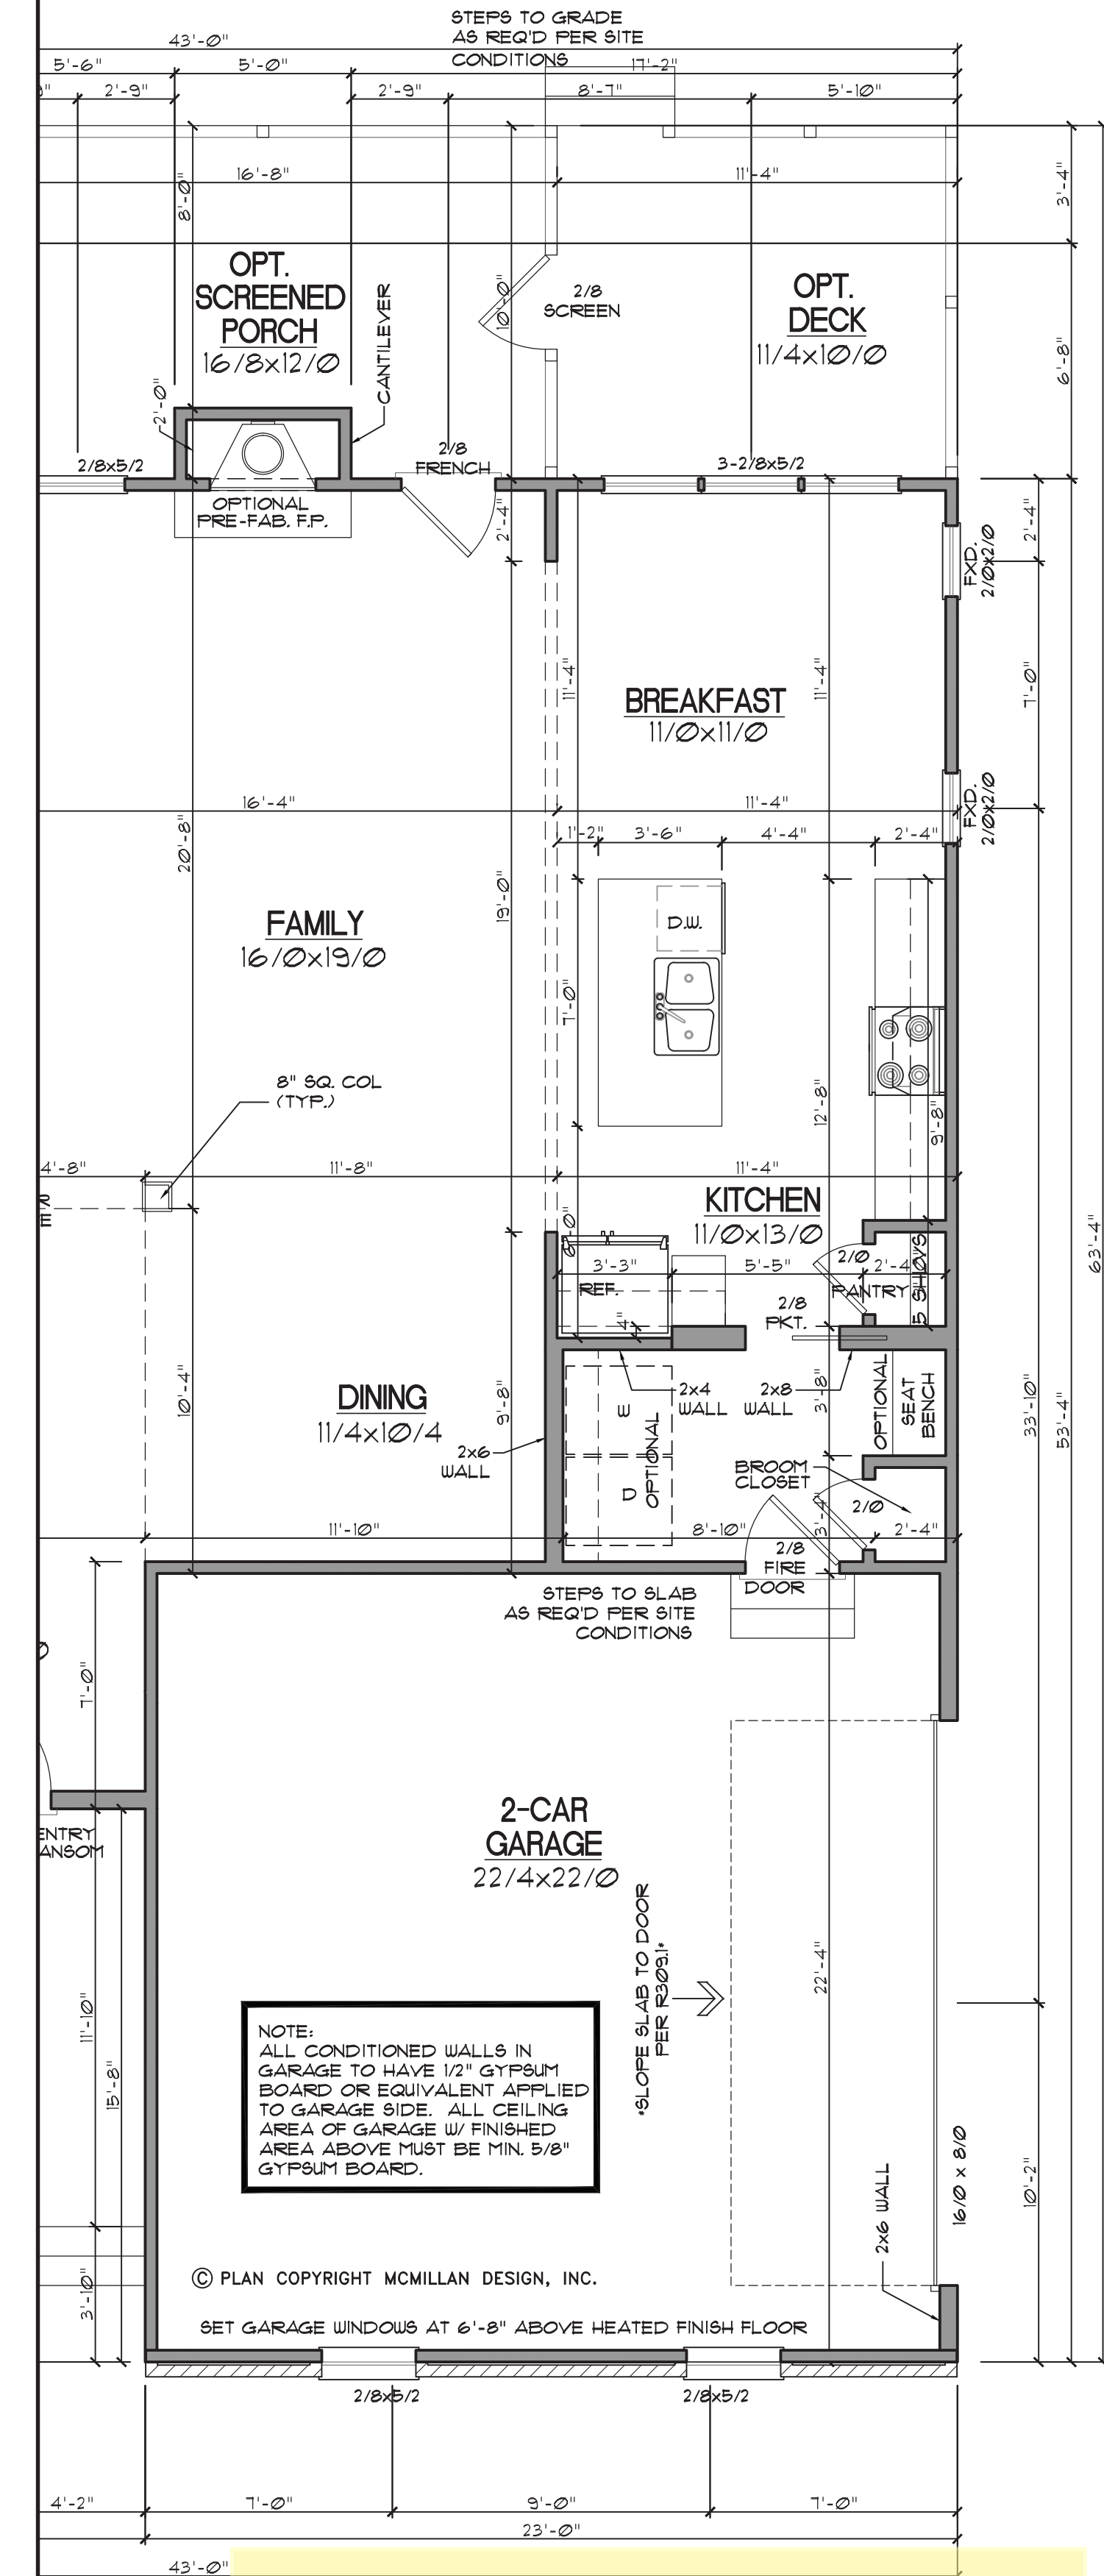 STEPS TO GRADE
AS REQ'D PER SITE
CONDITIONS
43'-0"
5'-6" 5'-0" 17'-2"
2'-9" 2'-9" 8'-7" 5'-10"
16'-8" 11'-4"
8'-0"
3'-4"
OPT.
SCREENED
PORCH
16/8x12/0
CANTILEVER
10'-0"
2/8
SCREEN
OPT.
DECK
11/4x10/0
6'-8"
2'-0"
2/8x5/2
2/8
FRENCH
3-2/8x5/2
OPTIONAL
PRE-FAB. F.P.
2'-4"
2'-4"
FXD.
2/0x2/0
11'-4"
11'-4"
7'-0"
BREAKFAST
11/0x11/0
16'-4" 11'-4"
FXD.
2/0x2/0
1'-2" 3'-6" 4'-4" 2'-4"
20'-8"
19'-0"
D.W.
FAMILY
16/0x19/0
7'-0"
8" SQ. COL
(TYP.)
12'-8"
9'-8"
4'-8" 11'-8" 11'-4"
KITCHEN
11/0x13/0
6'-0"
63'-4"
2/0
3'-3" 5'-5" 2'-4"
REF.
PANTRY
5 SHLVS
2/8
PKT.
4"
DINING
11/4x10/4
10'-4"
9'-8"
2x4
WALL
2x8
WALL
3'-8"
OPTIONAL
SEAT
BENCH
33'-10"
53'-4"
2x6
WALL
E
D
OPTIONAL
BROOM
CLOSET
2/0
3'-4"
11'-10" 8'-10" 2'-4"
2/8
FIRE
DOOR
STEPS TO SLAB
AS REQ'D PER SITE
CONDITIONS
7'-0"
2-CAR
GARAGE
22/4x22/0
ENTRY
ANSOM
*SLOPE SLAB TO DOOR
PER R309.1*
22'-4"
11'-10"
15'-8"
NOTE:
ALL CONDITIONED WALLS IN
GARAGE TO HAVE 1/2" GYPSUM
BOARD OR EQUIVALENT APPLIED
TO GARAGE SIDE. ALL CEILING
AREA OF GARAGE W/ FINISHED
AREA ABOVE MUST BE MIN. 5/8"
GYPSUM BOARD.
10'-2"
16/0 x 8/0
2x6 WALL
3'-10"
© PLAN COPYRIGHT MCMILLAN DESIGN, INC.
SET GARAGE WINDOWS AT 6'-8" ABOVE HEATED FINISH FLOOR
2/8x5/2 2/8x5/2
4'-2" 7'-0" 9'-0" 7'-0"
23'-0"
43'-0"